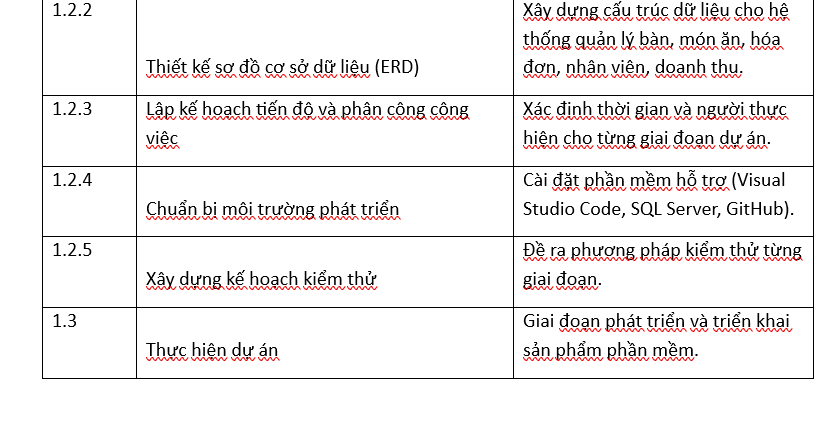 1.2.2
Thiết kế sơ đồ cơ sở dữ liệu (ERD)
Xây dựng cấu trúc dữ liệu cho hệ
thống quản lý bàn, món ăn, hóa
đơn, nhân viên, doanh thu.
1.2.3
Lập kế hoạch tiến độ và phân công công
việc
Xác định thời gian và người thực
hiện cho từng giai đoạn dự án.
1.2.4
Chuẩn bị môi trường phát triển
Cài đặt phần mềm hỗ trợ (Visual
Studio Code, SQL Server, GitHub).
1.2.5
Xây dựng kế hoạch kiểm thử
Đề ra phương pháp kiểm thử từng
giai đoạn.
1.3
Thực hiện dự án
Giai đoạn phát triển và triển khai
sản phẩm phần mềm.